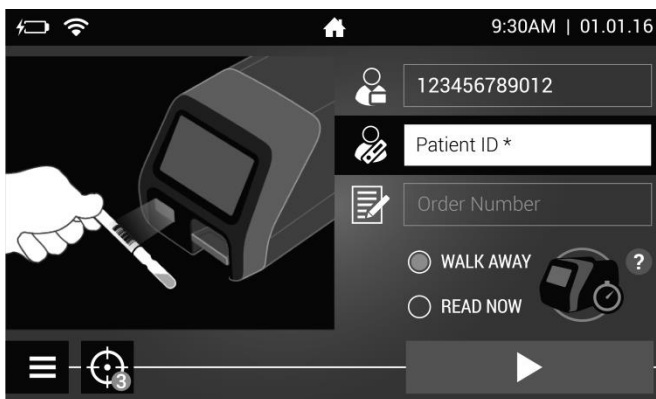 9:30AM | 01.01.16
123456789012
Patient ID *
Order Number
WALK AWAY
?
READ NOW
3